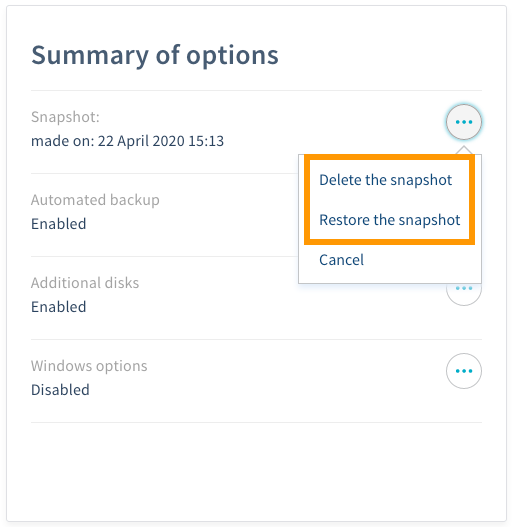 Summary of options
Snapshot:
made on: 22 April 2020 15:13
Delete the snapshot
Restore the snapshot
Cancel
Automated backup
Enabled
Additional disks
Enabled
Windows options
Disabled